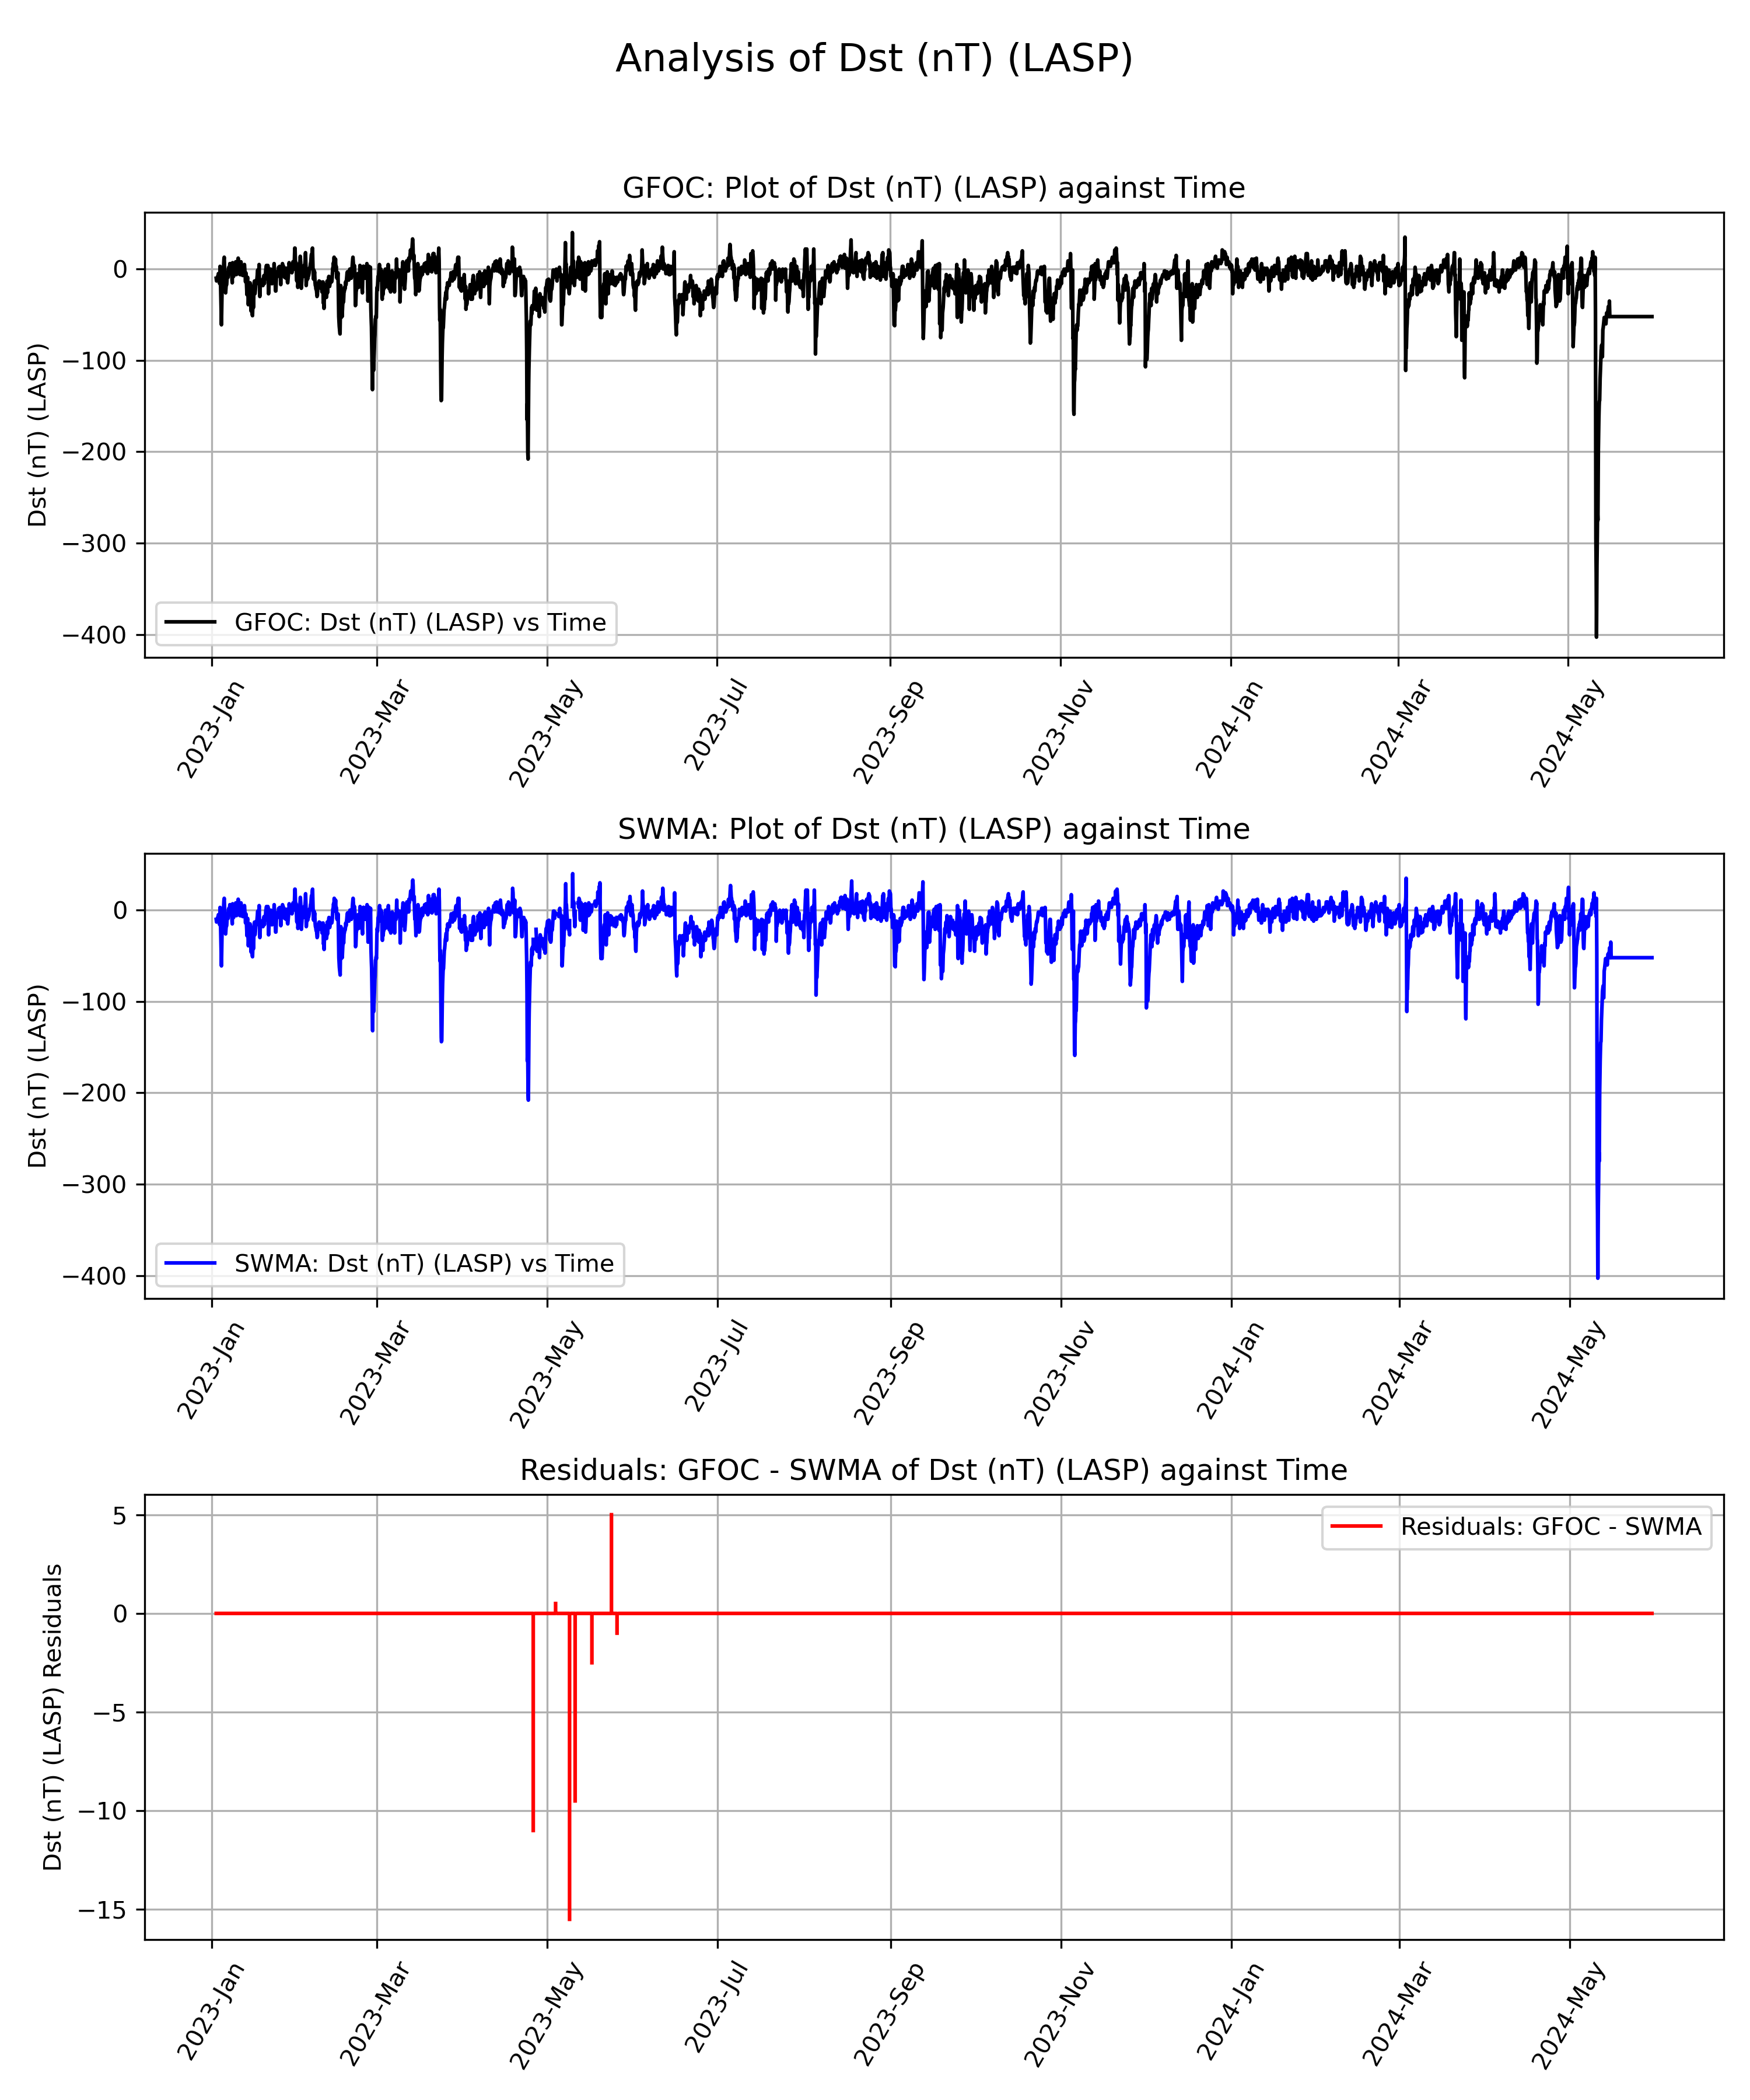 Analysis of Dst (nT) (LASP)
GFOC: Plot of Dst (nT) (LASP) against Time
Dst (nT) (LASP)
0
−100
−200
−300
−400
GFOC: Dst (nT) (LASP) vs Time
2023-Jan
2023-Mar
2023-May
2023-Jul
2023-Sep
2023-Nov
2024-Jan
2024-Mar
2024-May
SWMA: Plot of Dst (nT) (LASP) against Time
Dst (nT) (LASP)
0
−100
−200
−300
−400
SWMA: Dst (nT) (LASP) vs Time
2023-Jan
2023-Mar
2023-May
2023-Jul
2023-Sep
2023-Nov
2024-Jan
2024-Mar
2024-May
Residuals: GFOC - SWMA of Dst (nT) (LASP) against Time
Dst (nT) (LASP) Residuals
5
0
−5
−10
−15
Residuals: GFOC - SWMA
2023-Jan
2023-Mar
2023-May
2023-Jul
2023-Sep
2023-Nov
2024-Jan
2024-Mar
2024-May